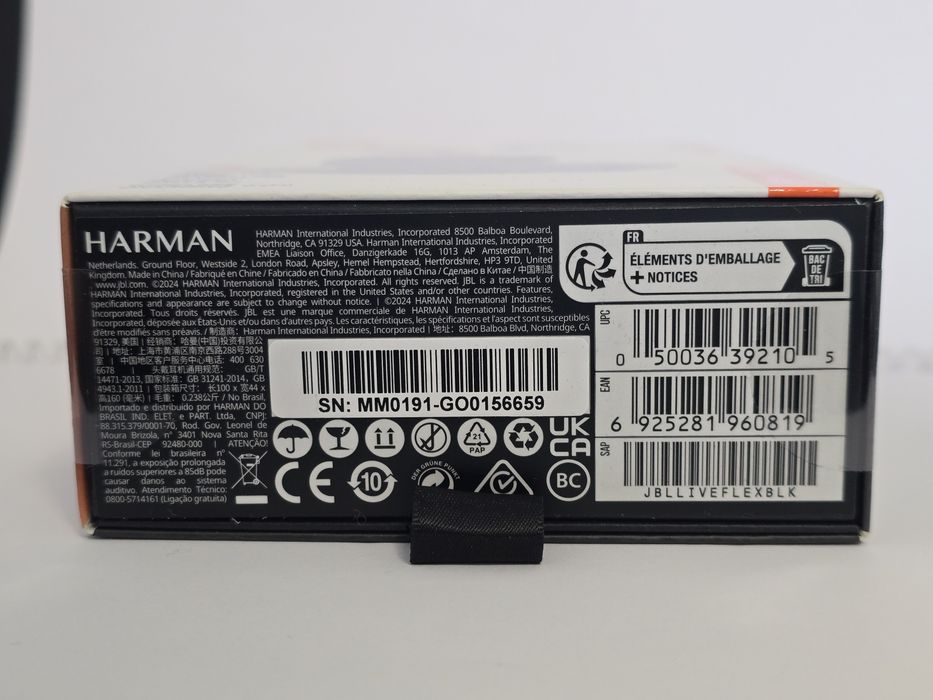 HARMAN
HARMAN International Industries, Incorporated 8500 Balboa Boulevard,
Northridge, CA 91329 USA. Harman International Industries, Incorporated
EMEA Liaison Office, Danzigerkade 16G, 1013 AP Amsterdam, The
Netherlands. Ground Floor, Westside 2, London Road, Apsley, Hemel Hempstead, Hertfordshire, HP3 9TD, United
Kingdom. Made in China / Fabriqué en Chine / Fabricado en China / Fabbricato nella China / Сделано в Китае / 中国制造
www.jbl.com. ©2024 HARMAN International Industries, Incorporated. All rights reserved. JBL is a trademark of
HARMAN International Industries, Incorporated, registered in the United States and/or other countries. Features,
specifications and appearance are subject to change without notice. | ©2024 HARMAN International Industries,
Incorporated. Tous droits réservés. JBL est une marque commerciale de HARMAN International Industries,
Incorporated, déposée aux États-Unis et/ou dans d'autres pays. Les caractéristiques, les spécifications et l'aspect sont susceptibles
d'être modifiés sans préavis. / 制造商: Harman International Industries, Incorporated | 地址: 8500 Balboa Blvd, Northridge, CA
91329, 美国 | 经销商: 哈曼(中国)投资有限公
司 | 地址: 上海市黄浦区南京西路288号3004
室 | 中国地区客户服务中心电话: 400 630
6678 | 头戴耳机通用规范: GB/T
14471-2013, 国家标准: GB 31241-2014, GB
4943.1-2011 | 包装箱尺寸: 长100 x 宽44 x
高160 (毫米) | 毛重: 0.238公斤 / No Brasil,
Importado e distribuido por HARMAN DO
BRASIL IND. ELET. e PART. Ltda, CNPJ:
88.315.379/0001-70, Rod. Gov. Leonel de
Moura Brizola, nº 3401 Nova Santa Rita
RS-Brasil-CEP 92480-000 | ATENÇÃO!
Conforme lei brasileira nº
11.291, a exposição prolongada
a ruídos superiores a 85dB pode
causar danos ao sistema
auditivo. Atendimento Técnico:
0800-5714161 (Ligação gratuita)
SN: MM0191-GO0156659
21
PAP
UK
CA
CE
10
DER GRÜNE PUNKT
BC
FR
ÉLÉMENTS D'EMBALLAGE
+ NOTICES
BAC
DE
TRI
UPC
0 50036 39210 5
EAN
6 925281 960819
SAP
JBLLIVEFLEXBLK